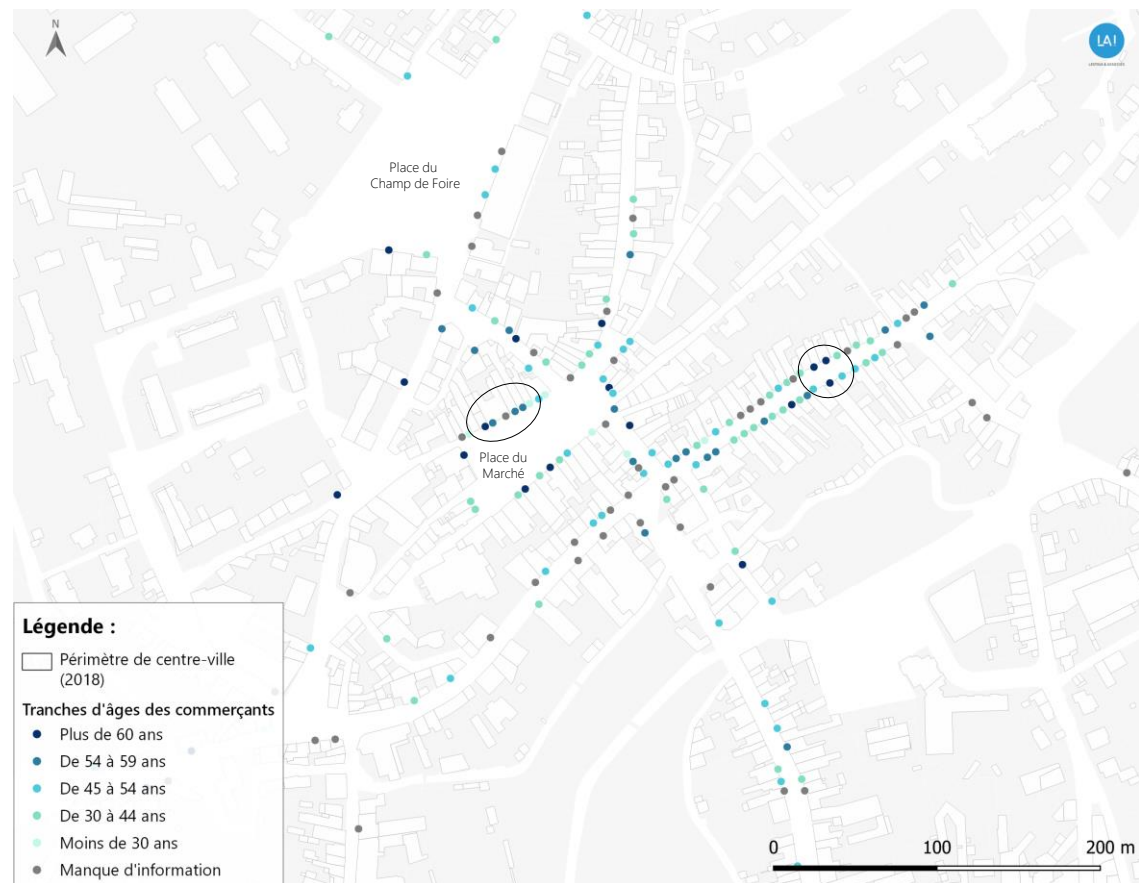 N
LA!
Place du
Champ de Foire
Place du
Marché
Légende :
Périmètre de centre-ville
(2018)
Tranches d'âges des commerçants
Plus de 60 ans
De 54 à 59 ans
De 45 à 54 ans
De 30 à 44 ans
Moins de 30 ans
Manque d'information
0 100 200 m